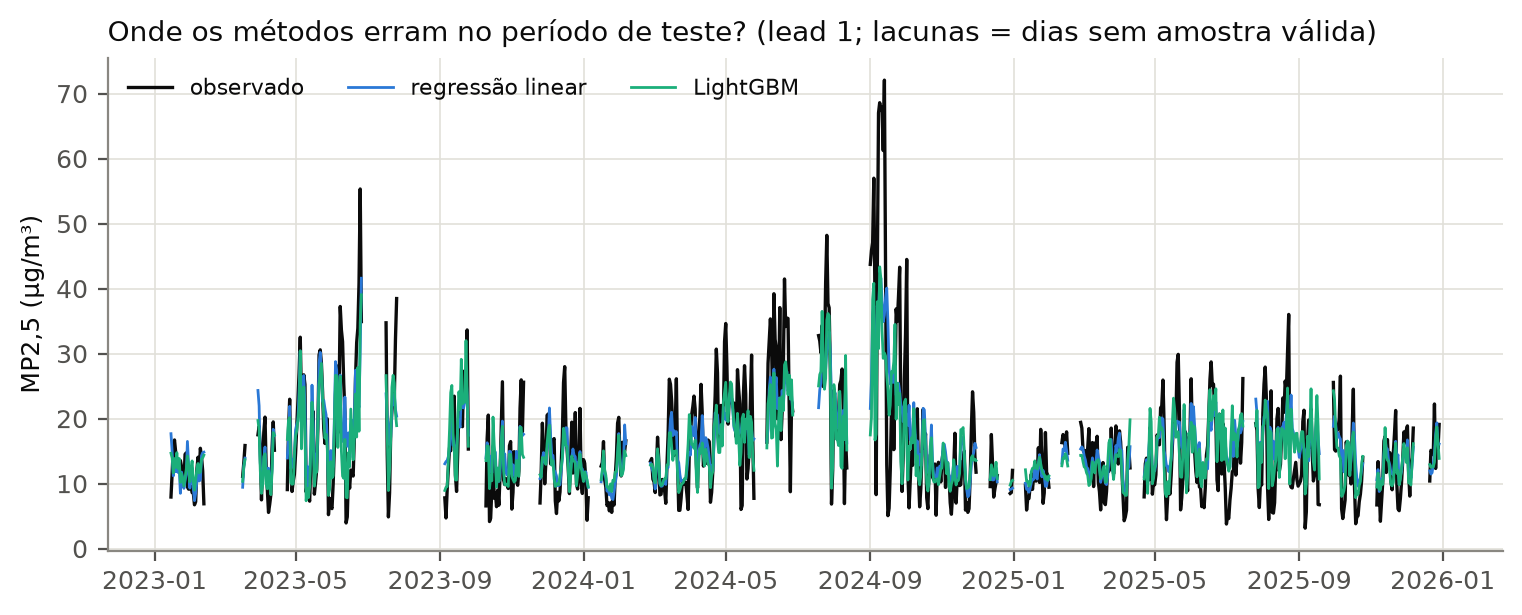 Onde os métodos erram no período de teste? (lead 1; lacunas = dias sem amostra válida)
observado regressão linear LightGBM
MP2,5 (µg/m³)
70
60
50
40
30
20
10
0
2023-01 2023-05 2023-09 2024-01 2024-05 2024-09 2025-01 2025-05 2025-09 2026-01